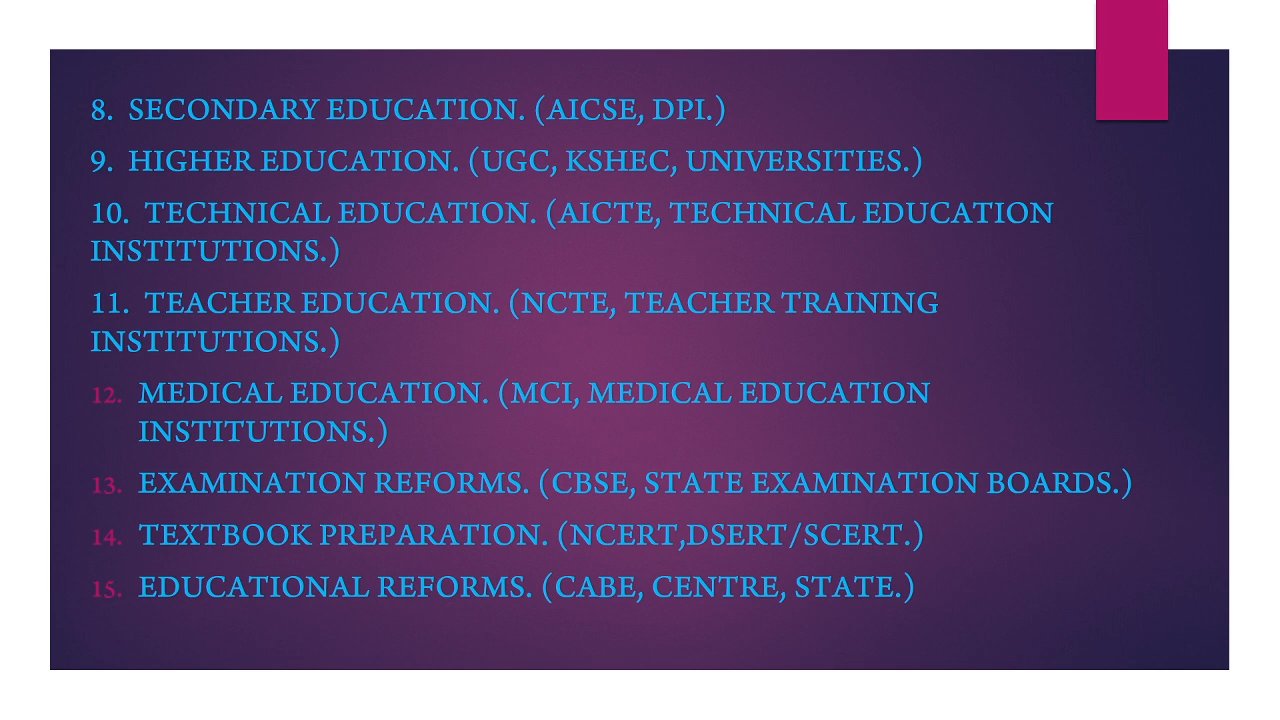 8. SECONDARY EDUCATION. (AICSE, DPI.)
9. HIGHER EDUCATION. (UGC, KSHEC, UNIVERSITIES.)
10. TECHNICAL EDUCATION. (AICTE, TECHNICAL EDUCATION
INSTITUTIONS.)
11. TEACHER EDUCATION. (NCTE, TEACHER TRAINING
INSTITUTIONS.)
12. MEDICAL EDUCATION. (MCI, MEDICAL EDUCATION
INSTITUTIONS.)
13. EXAMINATION REFORMS. (CBSE, STATE EXAMINATION BOARDS.)
14. TEXTBOOK PREPARATION. (NCERT,DSERT/SCERT.)
15. EDUCATIONAL REFORMS. (CABE, CENTRE, STATE.)